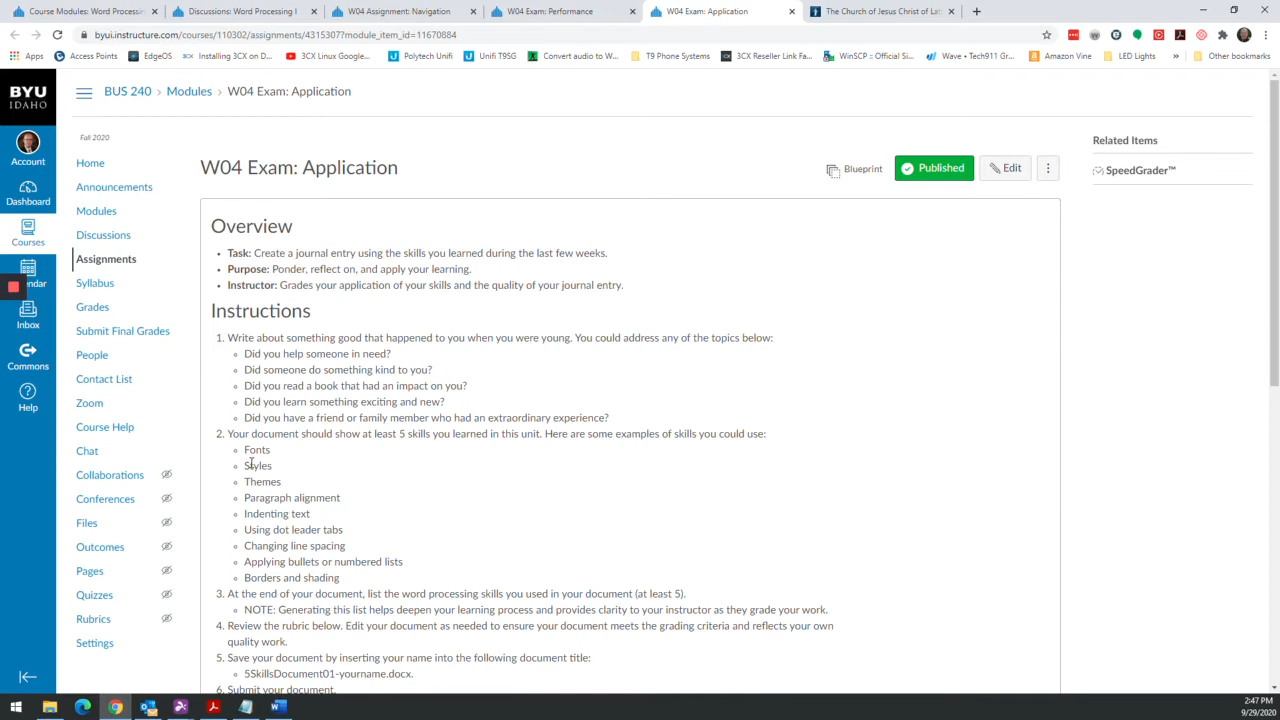 Course Modules: Word Processin
Discussions: Word Processing I
W04 Assignment: Navigation
W04 Exam: Performance
W04 Exam: Application
The Church of Jesus Christ of Lat
byui.instructure.com/courses/110302/assignments/4315307?module_item_id=11670884
Apps
Access Points
EdgeOS
Installing 3CX on D...
3CX Linux Google...
Polytech Unifi
Unifi T9SG
Convert audio to W...
T9 Phone Systems
3CX Reseller Link Fa...
WinSCP :: Official Si...
Wave • Tech911 Gr...
Amazon Vine
LED Lights
»
Other bookmarks
BYU
IDAHO
Account
Dashboard
Courses
endar
Inbox
Commons
Help
BUS 240 > Modules > W04 Exam: Application
Fall 2020
Home
Announcements
Modules
Discussions
Assignments
Syllabus
Grades
Submit Final Grades
People
Contact List
Zoom
Course Help
Chat
Collaborations
Conferences
Files
Outcomes
Pages
Quizzes
Rubrics
Settings
W04 Exam: Application
Blueprint
Published
Edit
Related Items
SpeedGrader™
Overview
• Task: Create a journal entry using the skills you learned during the last few weeks.
• Purpose: Ponder, reflect on, and apply your learning.
• Instructor: Grades your application of your skills and the quality of your journal entry.
Instructions
1. Write about something good that happened to you when you were young. You could address any of the topics below:
Did you help someone in need?
Did someone do something kind to you?
Did you read a book that had an impact on you?
Did you learn something exciting and new?
Did you have a friend or family member who had an extraordinary experience?
2. Your document should show at least 5 skills you learned in this unit. Here are some examples of skills you could use:
Fonts
Styles
Themes
Paragraph alignment
Indenting text
Using dot leader tabs
Changing line spacing
Applying bullets or numbered lists
Borders and shading
3. At the end of your document, list the word processing skills you used in your document (at least 5).
NOTE: Generating this list helps deepen your learning process and provides clarity to your instructor as they grade your work.
4. Review the rubric below. Edit your document as needed to ensure your document meets the grading criteria and reflects your own
quality work.
5. Save your document by inserting your name into the following document title:
5SkillsDocument01-yourname.docx.
6. Submit your document.
2:47 PM
9/29/2020